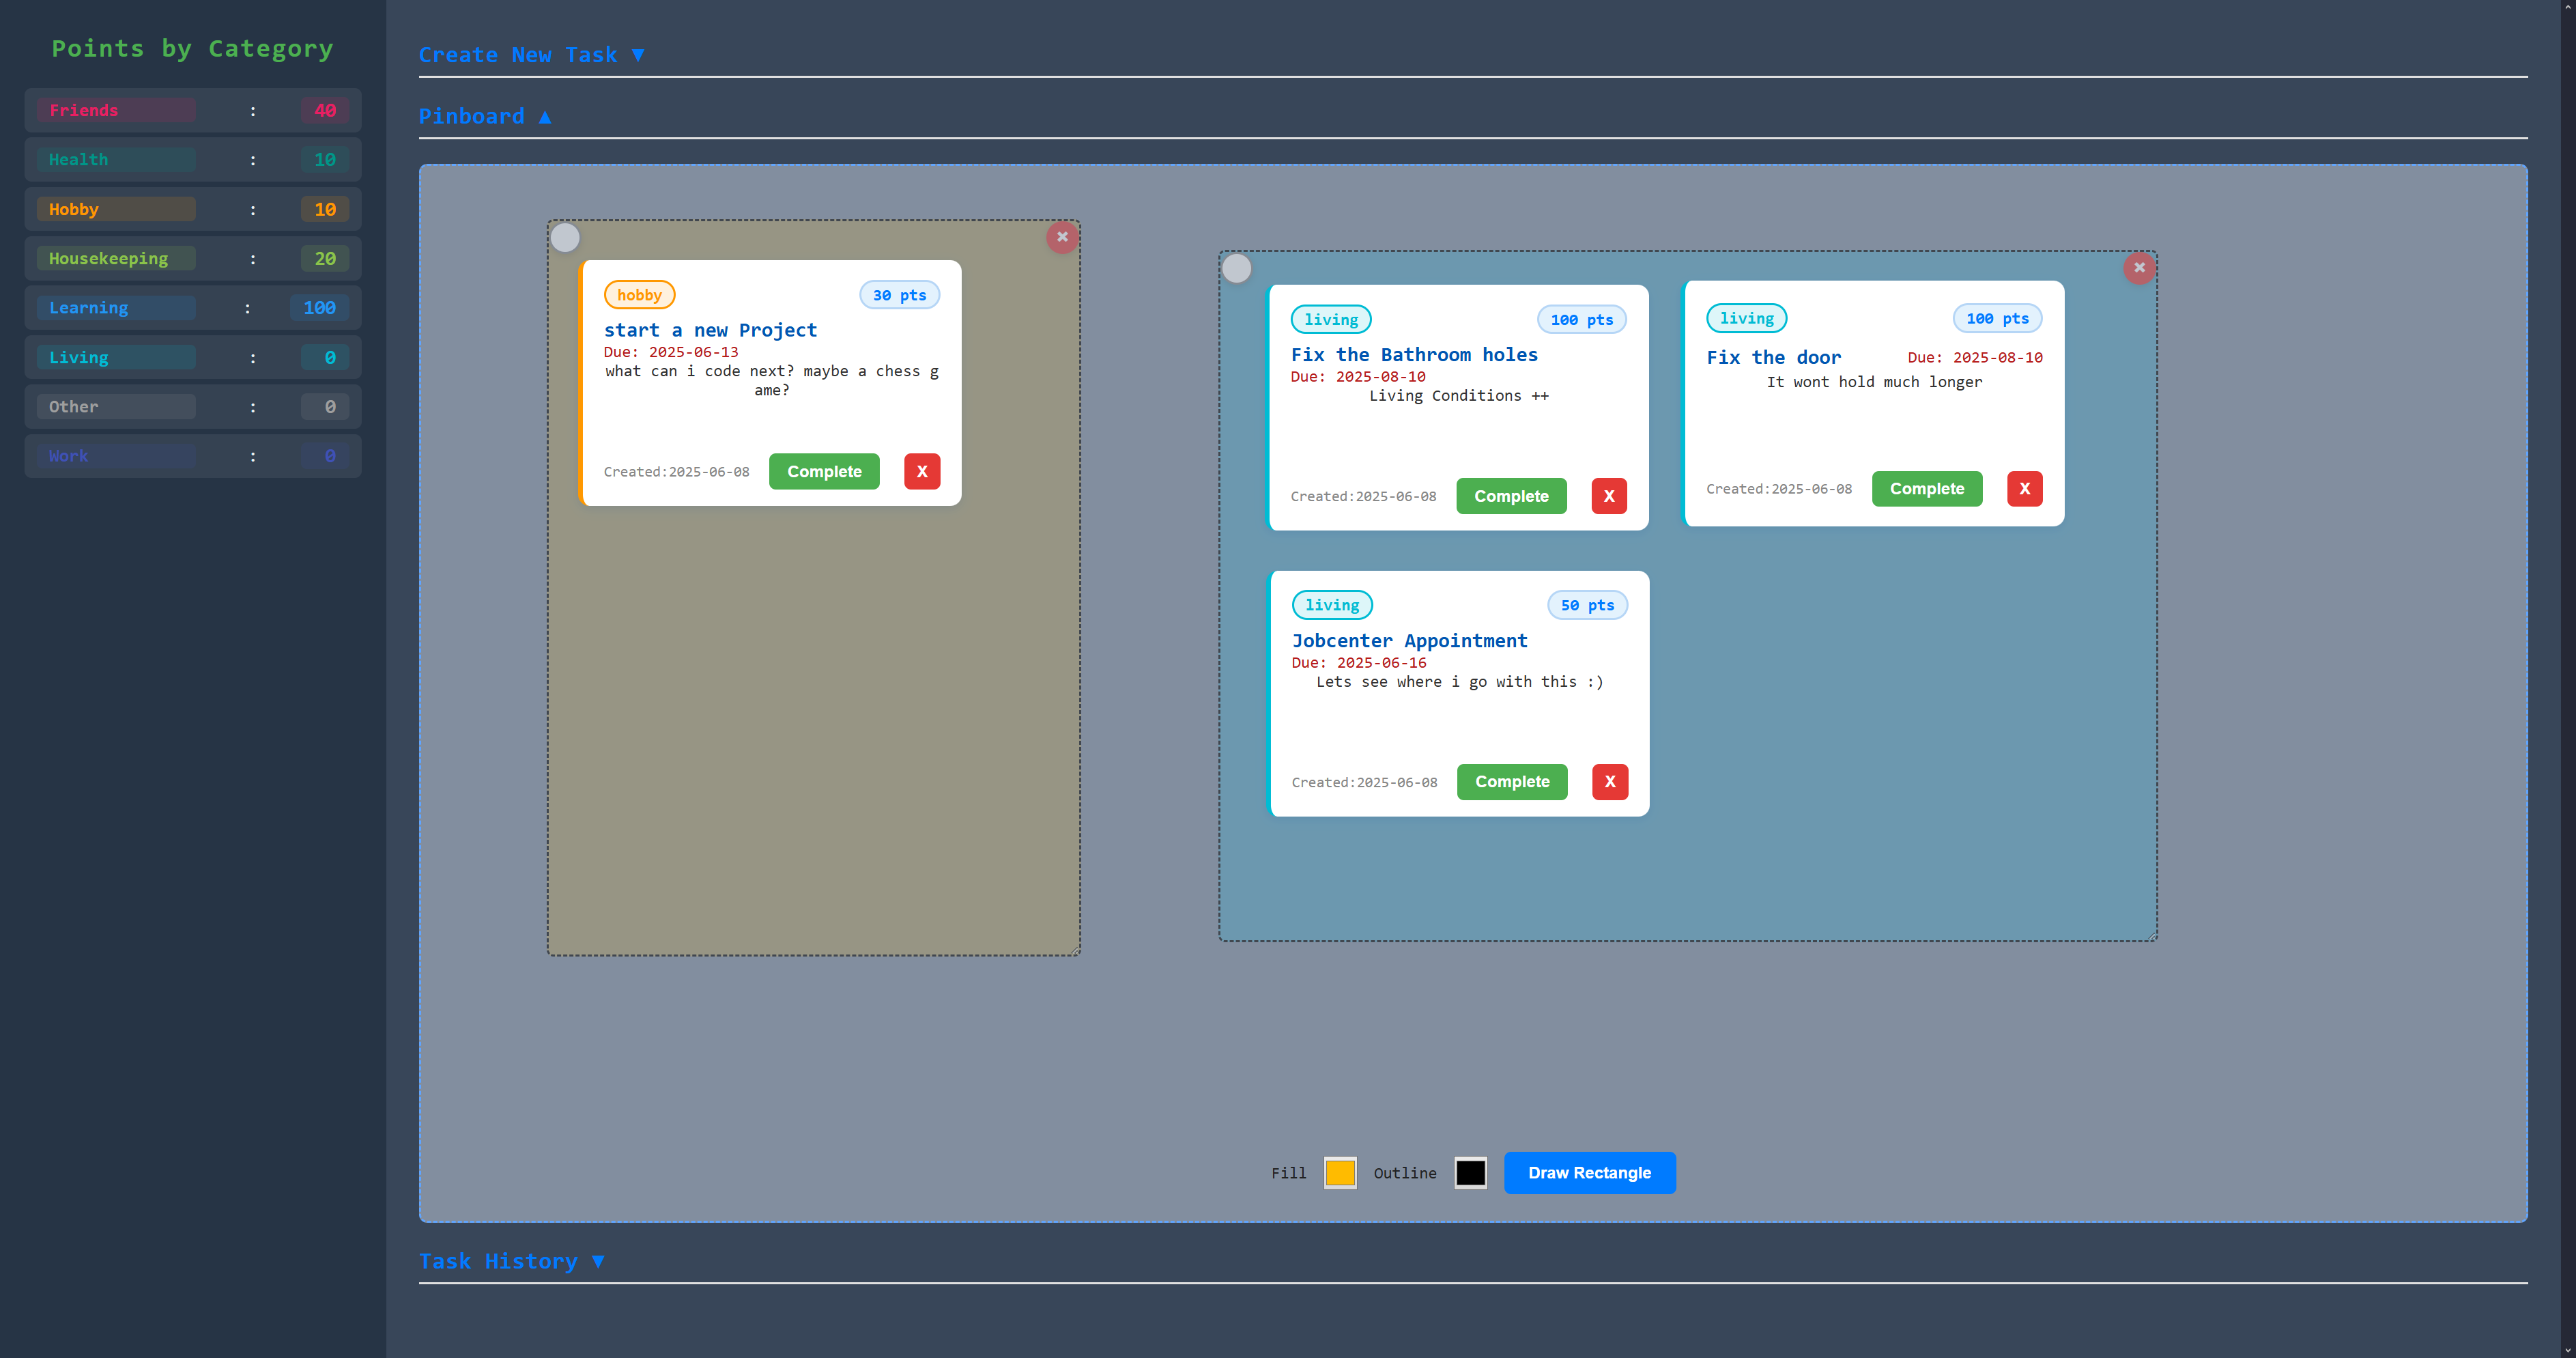 Points by Category
Friends : 40
Health : 10
Hobby : 10
Housekeeping : 20
Learning : 100
Living : 0
Other : 0
Work : 0
Create New Task ▼
Pinboard ▲
✖
hobby 30 pts
start a new Project
Due: 2025-06-13
what can i code next? maybe a chess g
ame?
Created:2025-06-08 Complete X
✖
living 100 pts
Fix the Bathroom holes
Due: 2025-08-10
Living Conditions ++
Created:2025-06-08 Complete X
living 100 pts
Fix the door Due: 2025-08-10
It wont hold much longer
Created:2025-06-08 Complete X
living 50 pts
Jobcenter Appointment
Due: 2025-06-16
Lets see where i go with this :)
Created:2025-06-08 Complete X
Fill Outline Draw Rectangle
Task History ▼